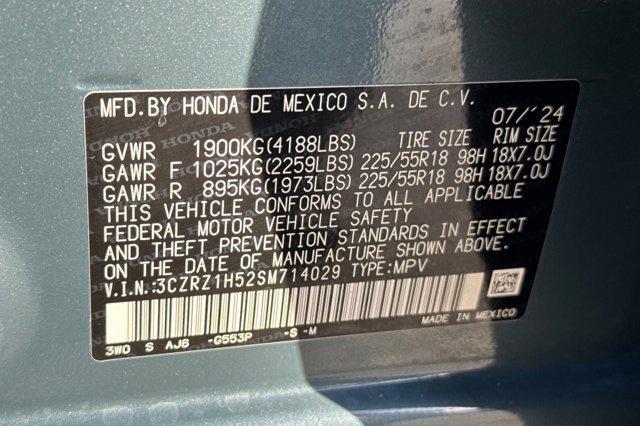 MFD.BY HONDA DE MEXICO S.A. DE C.V.
07/'24
GVWR 1900KG(4188LBS) TIRE SIZE RIM SIZE
GAWR F 1025KG(2259LBS) 225/55R18 98H 18X7.0J
GAWR R 895KG(1973LBS) 225/55R18 98H 18X7.0J
THIS VEHICLE CONFORMS TO ALL APPLICABLE
FEDERAL MOTOR VEHICLE SAFETY
AND THEFT PREVENTION STANDARDS IN EFFECT
ON THE DATE OF MANUFACTURE SHOWN ABOVE.
V.I.N.:3CZRZ1H52SM714029 TYPE:MPV
3W0 S AJ6 -G553P -S -M MADE IN MEXICO